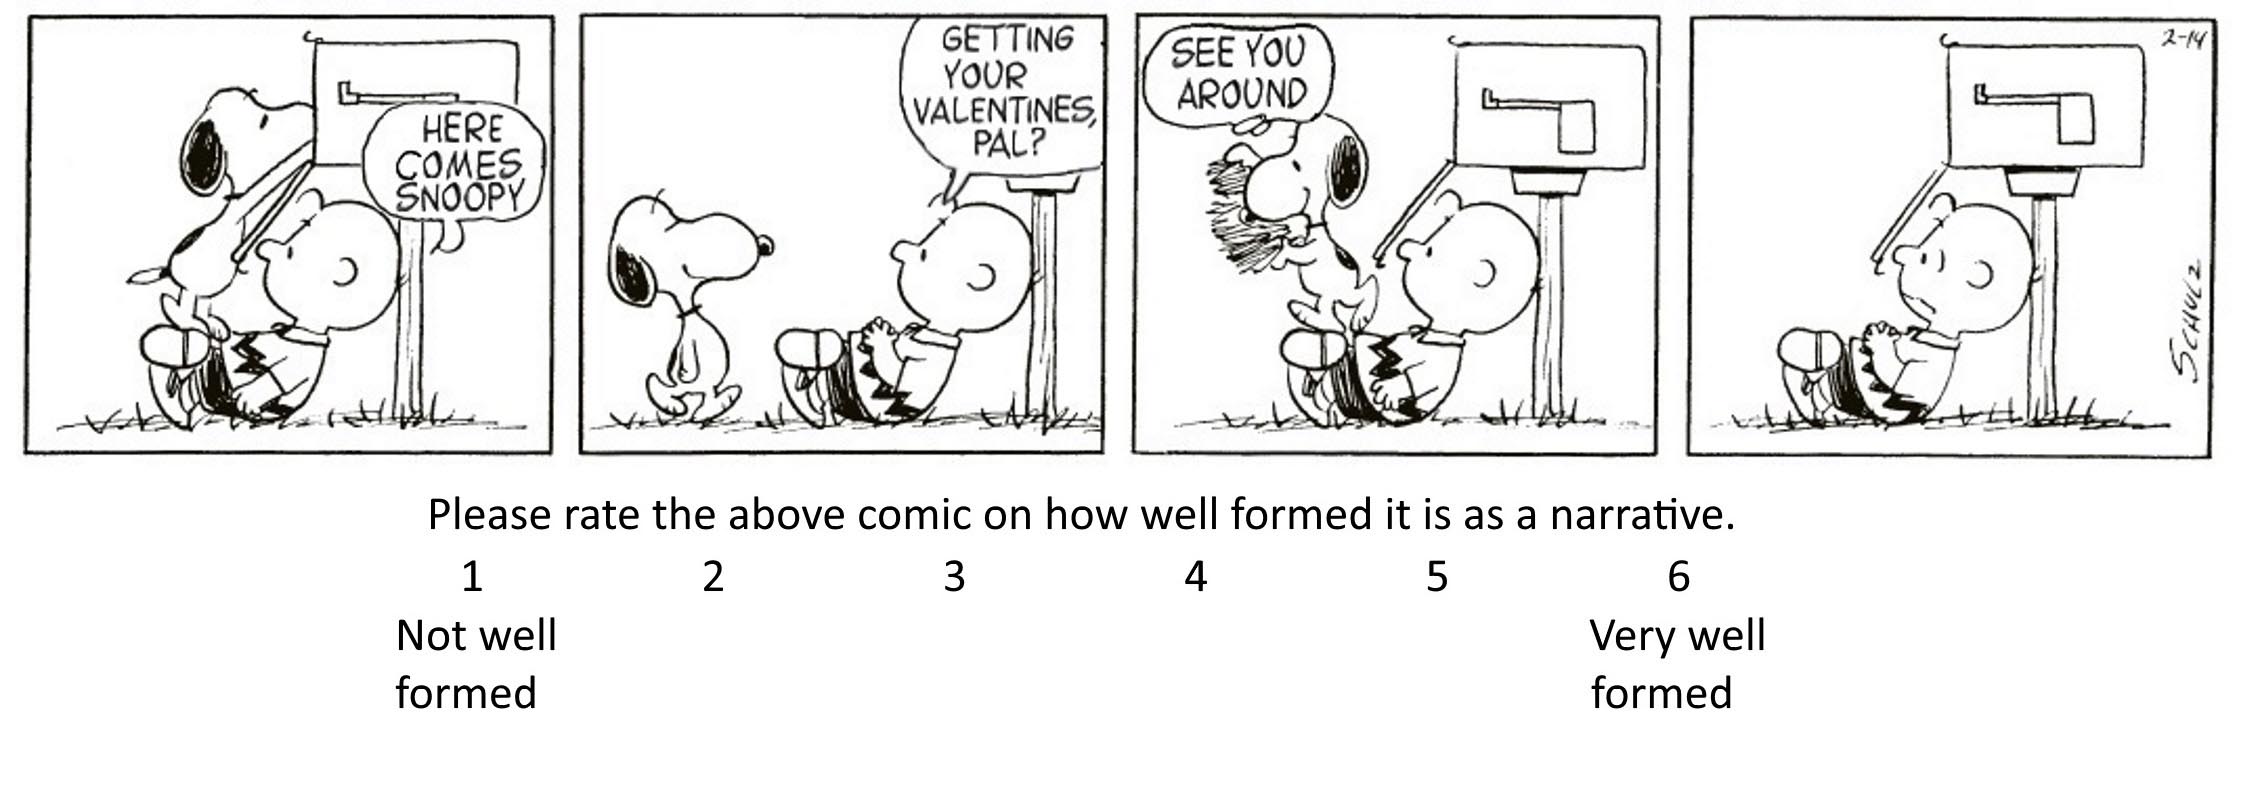 HERE
COMES
SNOOPY
GETTING
YOUR
VALENTINES,
PAL?
SEE YOU
AROUND
2-14
SCHULZ
Please rate the above comic on how well formed it is as a narrative.
1 2 3 4 5 6
Not well
formed
Very well
formed